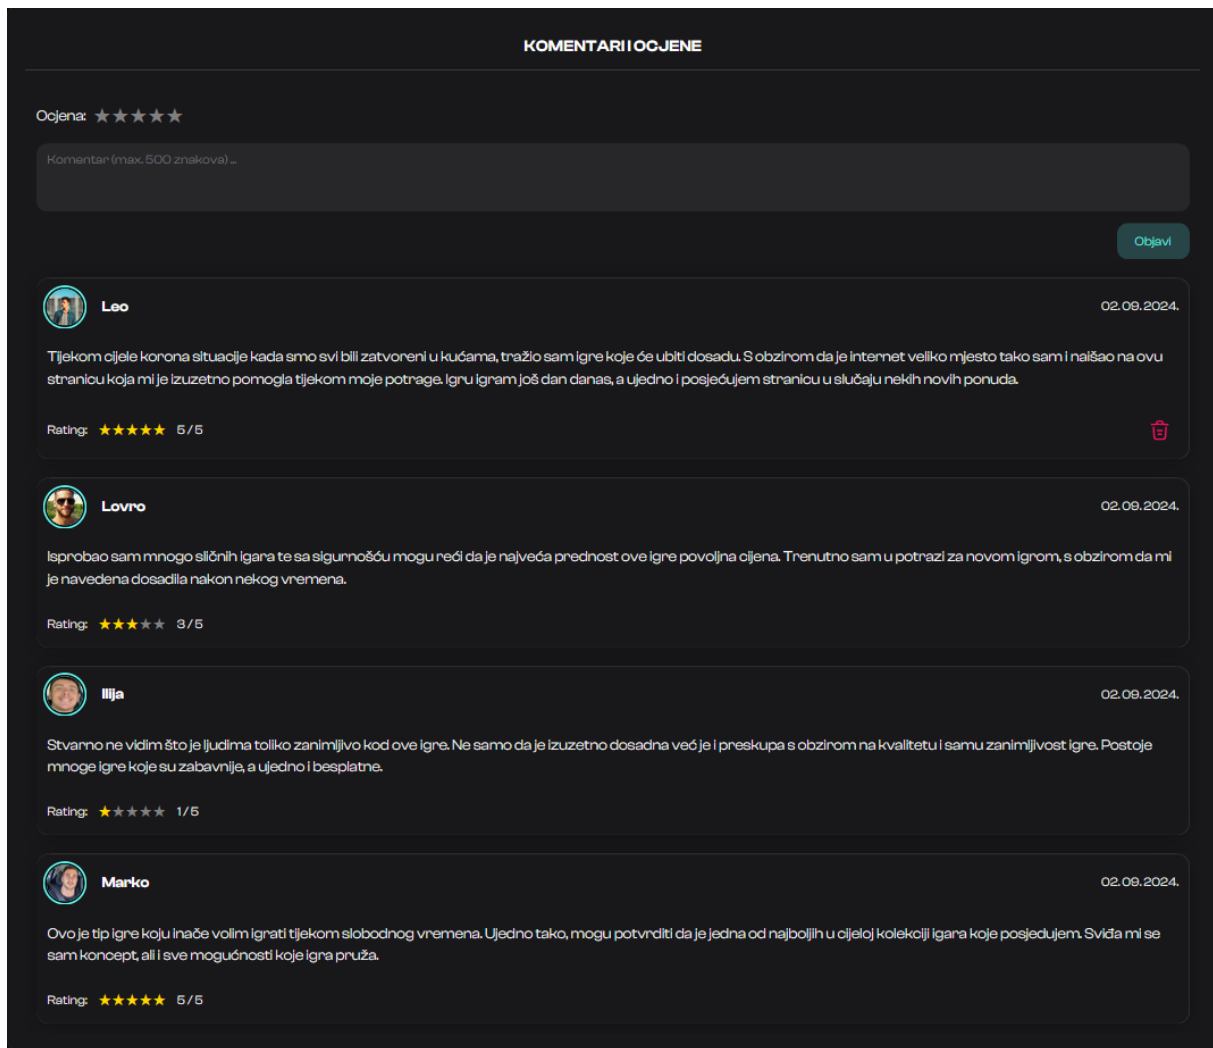 KOMENTARI I OCJENE
Ocjena:
Komentar (max. 500 znakova) ...
Objavi
Leo
02.09.2024.
Tijekom cijele korona situacije kada smo svi bili zatvoreni u kućama, tražio sam igre koje će ubiti dosadu. S obzirom da je internet veliko mjesto tako sam i naišao na ovu
stranicu koja mi je izuzetno pomogla tijekom moje potrage. Igru igram još dan danas, a ujedno i posjećujem stranicu u slučaju nekih novih ponuda.
Rating: 5/5
Lovro
02.09.2024.
Isprobao sam mnogo sličnih igara te sa sigurnošću mogu reći da je najveća prednost ove igre povoljna cijena. Trenutno sam u potrazi za novom igrom, s obzirom da mi
je navedena dosadila nakon nekog vremena.
Rating: 3/5
Ilija
02.09.2024.
Stvarno ne vidim što je ljudima toliko zanimljivo kod ove igre. Ne samo da je izuzetno dosadna već je i preskupa s obzirom na kvalitetu i samu zanimljivost igre. Postoje
mnoge igre koje su zabavnije, a ujedno i besplatne.
Rating: 1/5
Marko
02.09.2024.
Ovo je tip igre koju inače volim igrati tijekom slobodnog vremena. Ujedno tako, mogu potvrditi da je jedna od najboljih u cijeloj kolekciji igara koje posjedujem. Sviđa mi se
sam koncept, ali i sve mogućnosti koje igra pruža.
Rating: 5/5